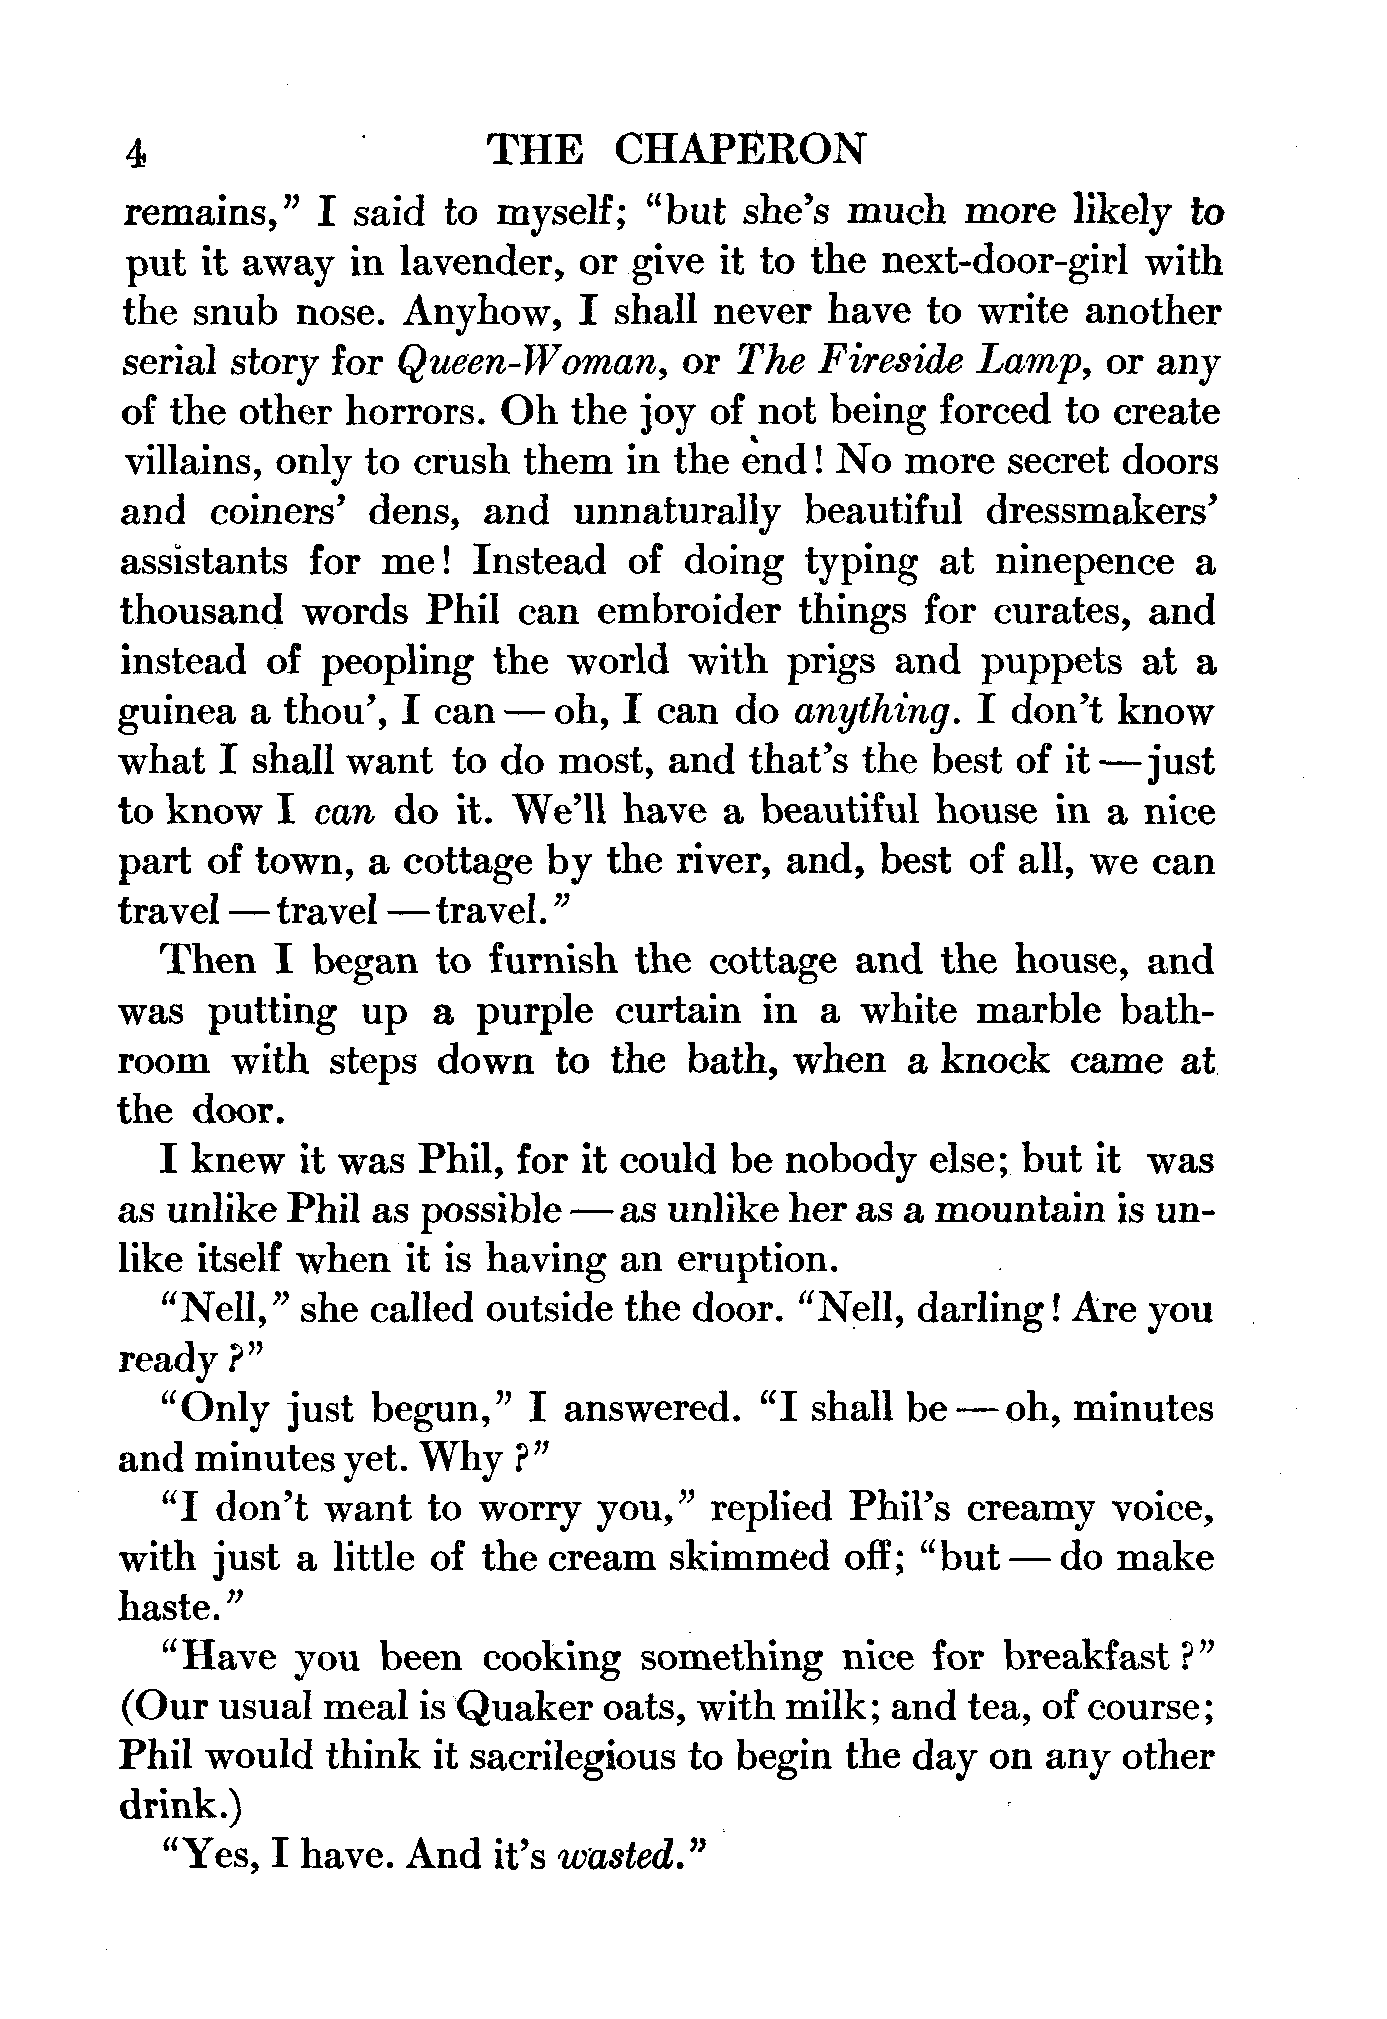 4 THE CHAPERON
remains," I said to myself; "but she's much more likely to
put it away in lavender, or give it to the next-door-girl with
the snub nose. Anyhow, I shall never have to write another
serial story for Queen-Woman, or The Fireside Lamp, or any
of the other horrors. Oh the joy of not being forced to create
villains, only to crush them in the end! No more secret doors
and coiners' dens, and unnaturally beautiful dressmakers'
assistants for me! Instead of doing typing at ninepence a
thousand words Phil can embroider things for curates, and
instead of peopling the world with prigs and puppets at a
guinea a thou', I can — oh, I can do anything. I don't know
what I shall want to do most, and that's the best of it — just
to know I can do it. We'll have a beautiful house in a nice
part of town, a cottage by the river, and, best of all, we can
travel — travel — travel."
Then I began to furnish the cottage and the house, and
was putting up a purple curtain in a white marble bath-
room with steps down to the bath, when a knock came at
the door.
I knew it was Phil, for it could be nobody else; but it was
as unlike Phil as possible — as unlike her as a mountain is un-
like itself when it is having an eruption.
"Nell," she called outside the door. "Nell, darling! Are you
ready?"
"Only just begun," I answered. "I shall be — oh, minutes
and minutes yet. Why?"
"I don't want to worry you," replied Phil's creamy voice,
with just a little of the cream skimmed off; "but — do make
haste."
"Have you been cooking something nice for breakfast?"
(Our usual meal is Quaker oats, with milk; and tea, of course;
Phil would think it sacrilegious to begin the day on any other
drink.)
"Yes, I have. And it's wasted."